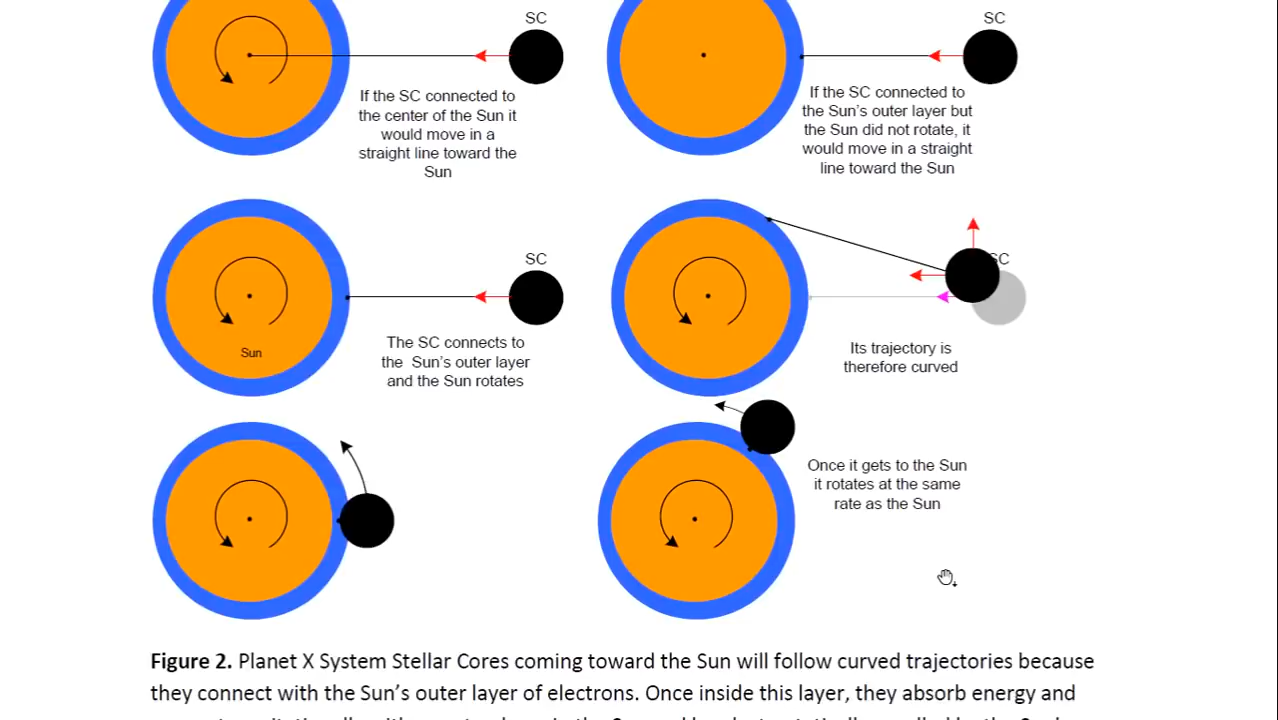 SC
SC
If the SC connected to
the center of the Sun it
would move in a
straight line toward the
Sun
If the SC connected to
the Sun's outer layer but
the Sun did not rotate, it
would move in a straight
line toward the Sun
SC
SC
Sun
The SC connects to
the Sun's outer layer
and the Sun rotates
Its trajectory is
therefore curved
Once it gets to the Sun
it rotates at the same
rate as the Sun
Figure 2. Planet X System Stellar Cores coming toward the Sun will follow curved trajectories because
they connect with the Sun's outer layer of electrons. Once inside this layer, they absorb energy and